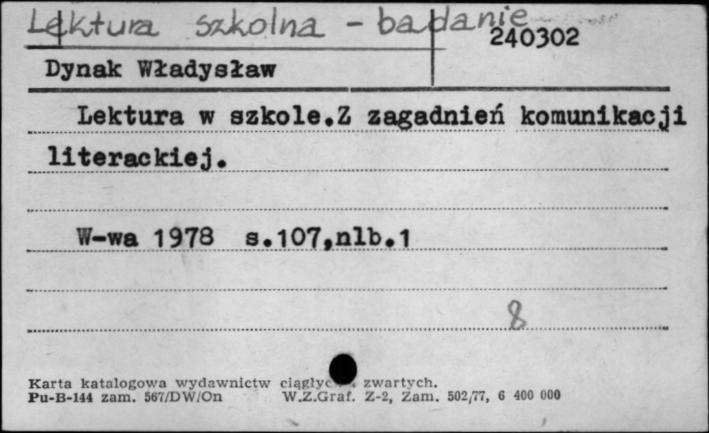 Lektura szkolna - badanie
240302
Dynak Władysław
Lektura w szkole.Z zagadnień komunikacji
literackiej.
W-wa 1978 s.107,nlb.1
8
Karta katalogowa wydawnictw zwartych.
Pu-B-144 zam. 567/DW/On W.Z.Graf. Z-2, Zam. 502/77, 6 400 000